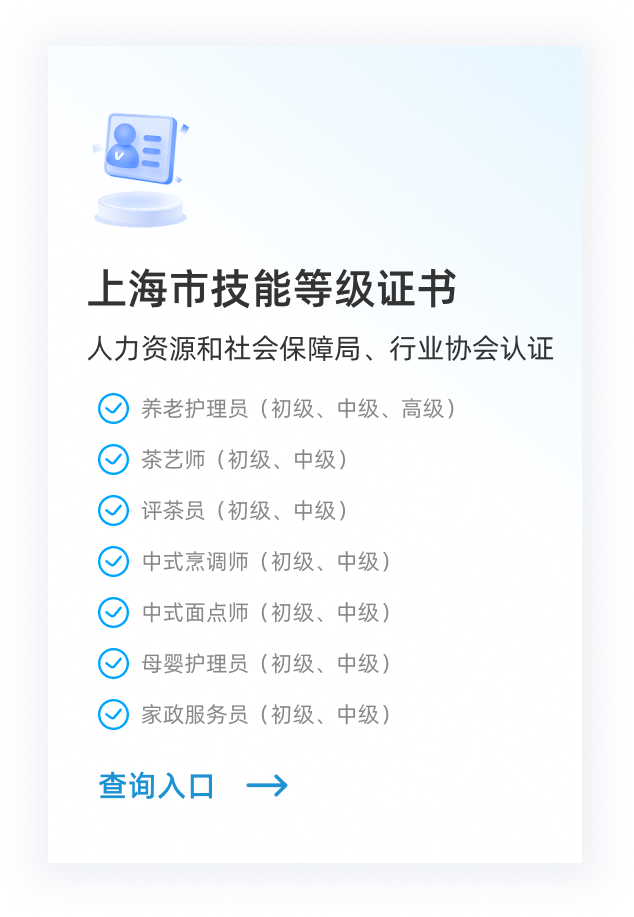 上海市技能等级证书
人力资源和社会保障局、行业协会认证
养老护理员（初级、中级、高级）
茶艺师（初级、中级）
评茶员（初级、中级）
中式烹调师（初级、中级）
中式面点师（初级、中级）
母婴护理员（初级、中级）
家政服务员（初级、中级）
查询入口